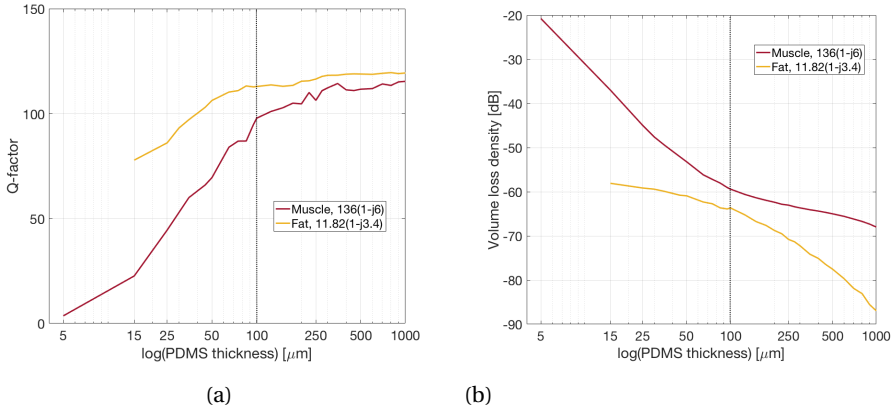 150
100
50
0
Q-factor
Muscle, 136(1-j6)
Fat, 11.82(1-j3.4)
5 15 25 50 100 250 1000
log(PDMS thickness) [μm]
(a)
-20
-30
-40
-50
-60
-70
-80
-90
Volume loss density [dB]
Muscle, 136(1-j6)
Fat, 11.82(1-j3.4)
5 15 25 50 100 250 500 1000
log(PDMS thickness) [μm]
(b)